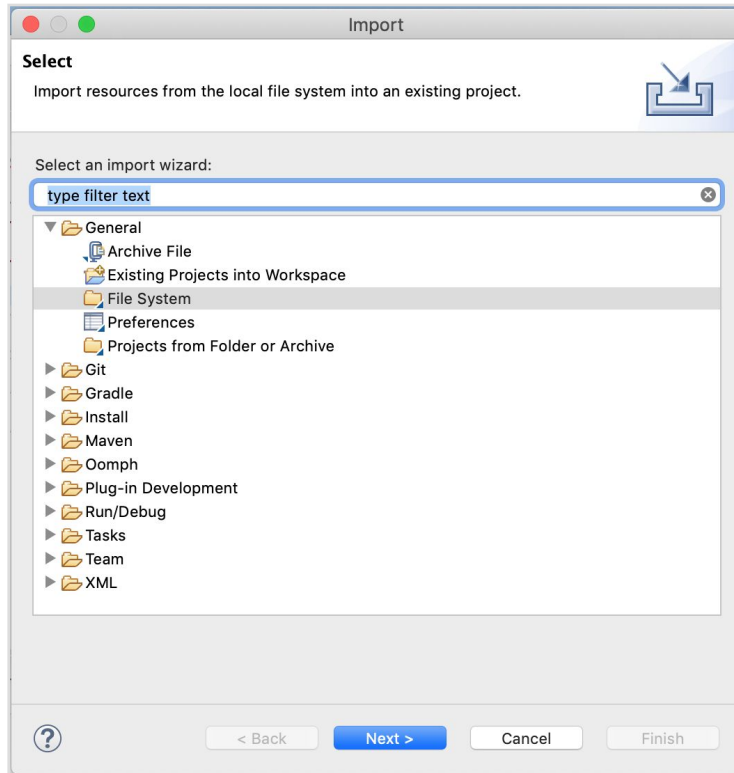 Import
Select
Import resources from the local file system into an existing project.
Select an import wizard:
type filter text
General
Archive File
Existing Projects into Workspace
File System
Preferences
Projects from Folder or Archive
Git
Gradle
Install
Maven
Oomph
Plug-in Development
Run/Debug
Tasks
Team
XML
? < Back Next > Cancel Finish